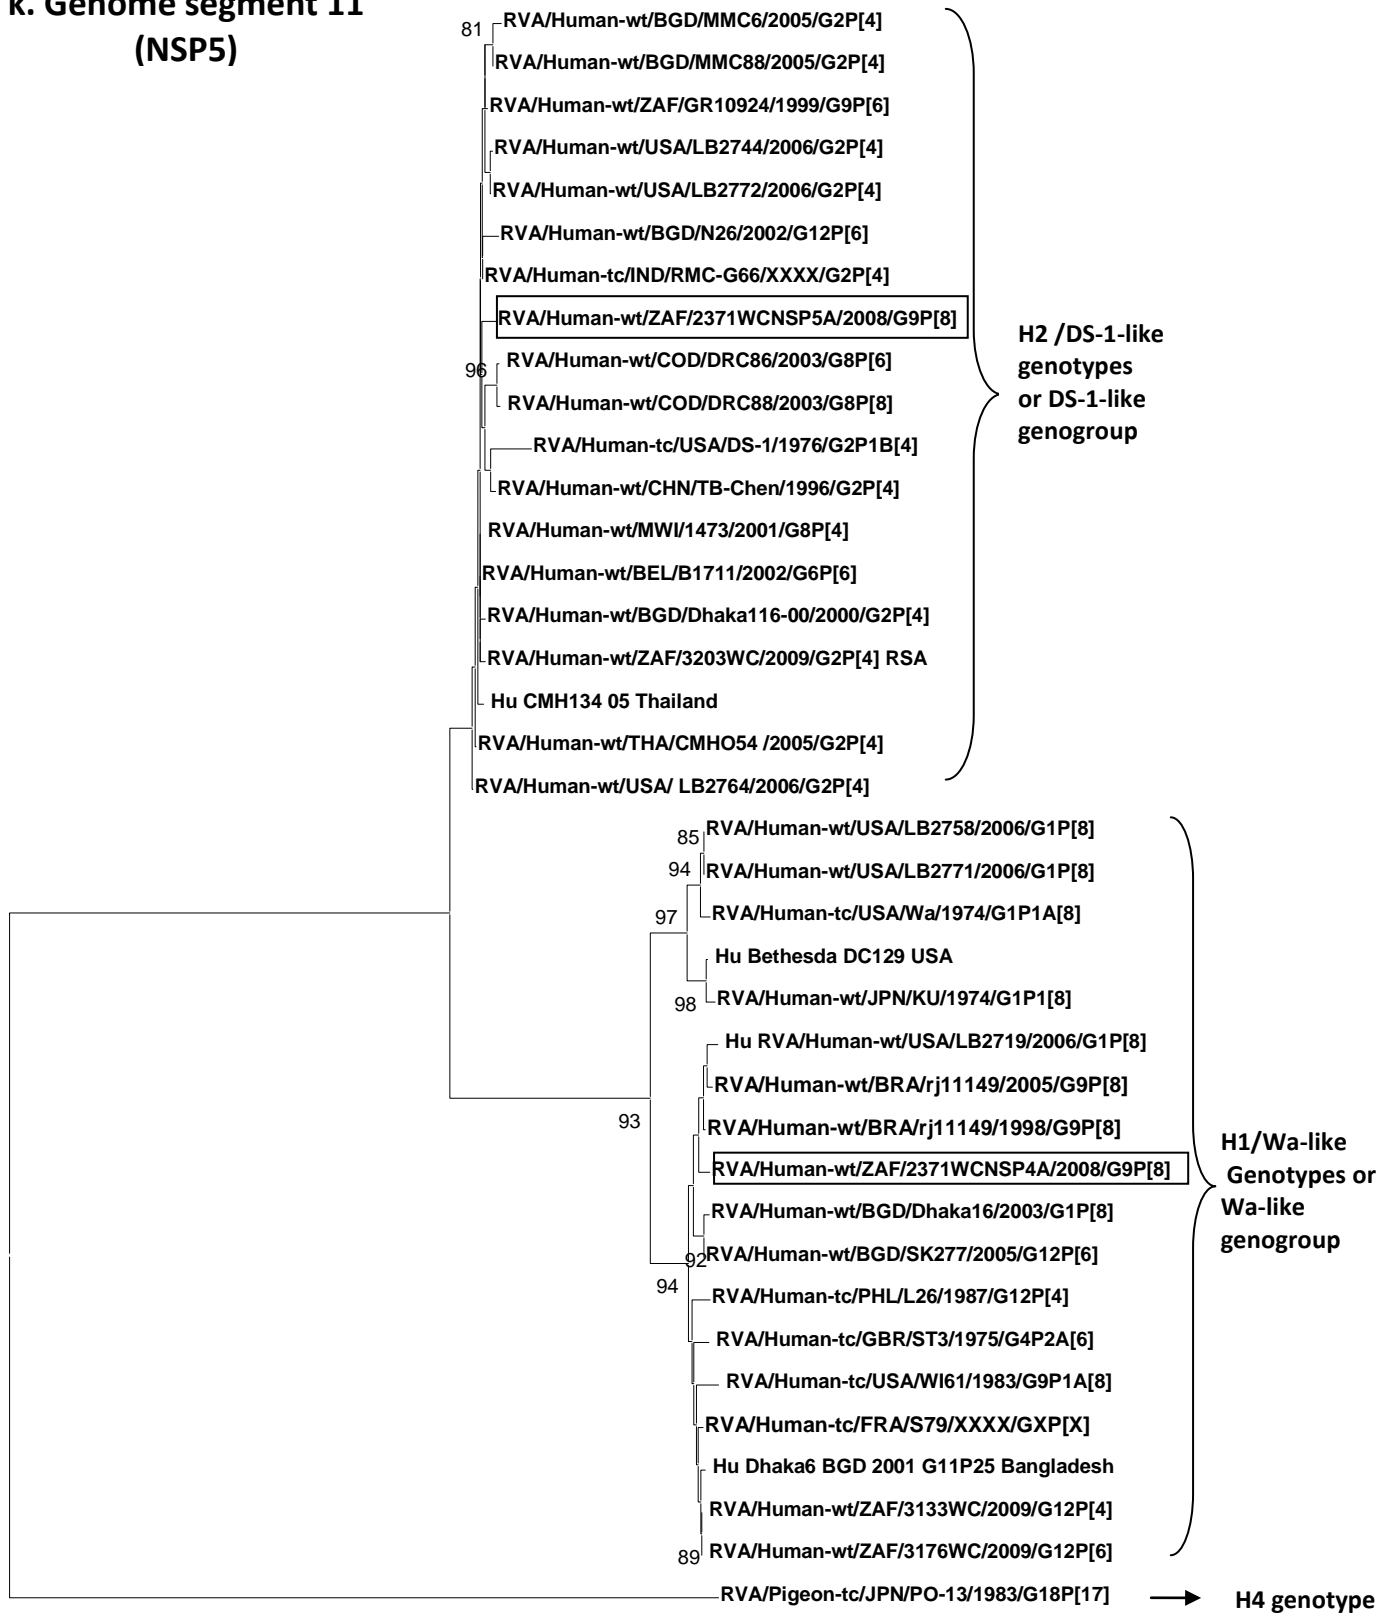 k. Genome segment 11
(NSP5)
81
RVA/Human-wt/BGD/MMC6/2005/G2P[4]
RVA/Human-wt/BGD/MMC88/2005/G2P[4]
RVA/Human-wt/ZAF/GR10924/1999/G9P[6]
RVA/Human-wt/USA/LB2744/2006/G2P[4]
RVA/Human-wt/USA/LB2772/2006/G2P[4]
RVA/Human-wt/BGD/N26/2002/G12P[6]
RVA/Human-tc/IND/RMC-G66/XXXX/G2P[4]
RVA/Human-wt/ZAF/2371WCNSP5A/2008/G9P[8]
96
RVA/Human-wt/COD/DRC86/2003/G8P[6]
RVA/Human-wt/COD/DRC88/2003/G8P[8]
RVA/Human-tc/USA/DS-1/1976/G2P1B[4]
RVA/Human-wt/CHN/TB-Chen/1996/G2P[4]
RVA/Human-wt/MWI/1473/2001/G8P[4]
RVA/Human-wt/BEL/B1711/2002/G6P[6]
RVA/Human-wt/BGD/Dhaka116-00/2000/G2P[4]
RVA/Human-wt/ZAF/3203WC/2009/G2P[4] RSA
Hu CMH134 05 Thailand
RVA/Human-wt/THA/CMHO54 /2005/G2P[4]
RVA/Human-wt/USA/ LB2764/2006/G2P[4]
H2 /DS-1-like
genotypes
or DS-1-like
genogroup
85
RVA/Human-wt/USA/LB2758/2006/G1P[8]
94
RVA/Human-wt/USA/LB2771/2006/G1P[8]
RVA/Human-tc/USA/Wa/1974/G1P1A[8]
97
Hu Bethesda DC129 USA
98
RVA/Human-wt/JPN/KU/1974/G1P1[8]
Hu RVA/Human-wt/USA/LB2719/2006/G1P[8]
RVA/Human-wt/BRA/rj11149/2005/G9P[8]
93
RVA/Human-wt/BRA/rj11149/1998/G9P[8]
RVA/Human-wt/ZAF/2371WCNSP4A/2008/G9P[8]
RVA/Human-wt/BGD/Dhaka16/2003/G1P[8]
92
RVA/Human-wt/BGD/SK277/2005/G12P[6]
94
RVA/Human-tc/PHL/L26/1987/G12P[4]
RVA/Human-tc/GBR/ST3/1975/G4P2A[6]
RVA/Human-tc/USA/WI61/1983/G9P1A[8]
RVA/Human-tc/FRA/S79/XXXX/GXP[X]
Hu Dhaka6 BGD 2001 G11P25 Bangladesh
RVA/Human-wt/ZAF/3133WC/2009/G12P[4]
89
RVA/Human-wt/ZAF/3176WC/2009/G12P[6]
H1/Wa-like
Genotypes or
Wa-like
genogroup
RVA/Pigeon-tc/JPN/PO-13/1983/G18P[17]
H4 genotype